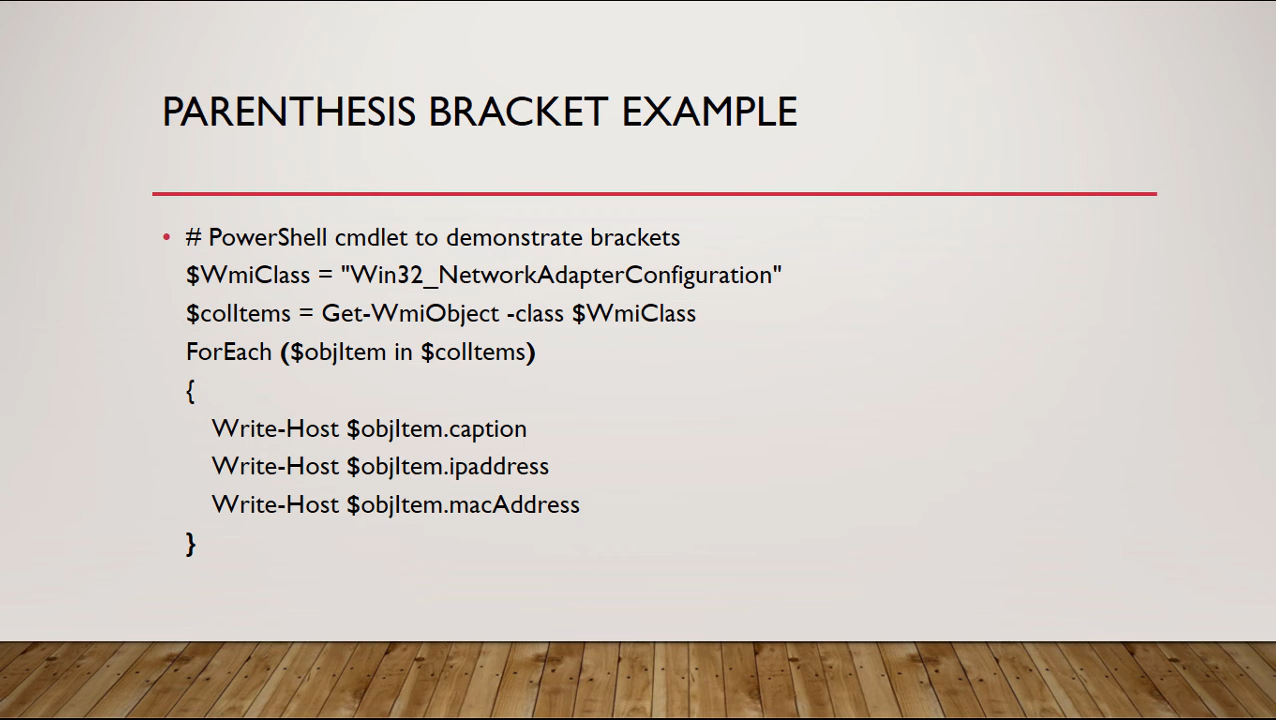 PARENTHESIS BRACKET EXAMPLE
• # PowerShell cmdlet to demonstrate brackets
$WmiClass = "Win32_NetworkAdapterConfiguration"
$colItems = Get-WmiObject -class $WmiClass
ForEach ($objItem in $colItems)
{
    Write-Host $objItem.caption
    Write-Host $objItem.ipaddress
    Write-Host $objItem.macAddress
}